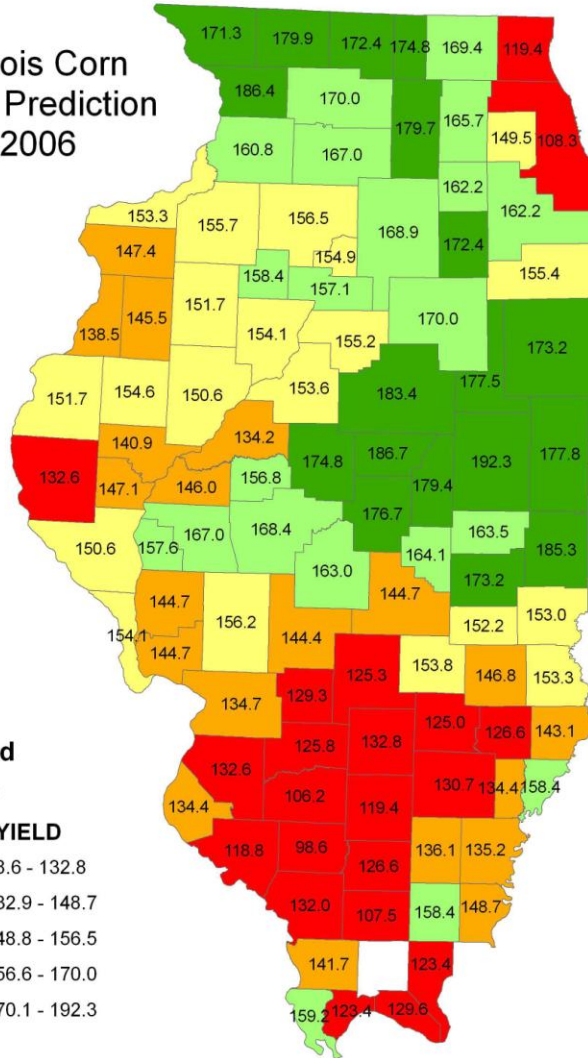 ois Corn
Prediction
2006
171.3 179.9 172.4 174.8 169.4 119.4
186.4 170.0 179.7 165.7 149.5 108.3
160.8 167.0 162.2 162.2
153.3 155.7 156.5 168.9 172.4
147.4 154.9 155.4
158.4 157.1
138.5 145.5 151.7 154.1 155.2 170.0 173.2
151.7 154.6 150.6 153.6 183.4 177.5
140.9 134.2
132.6 147.1 146.0 156.8 174.8 186.7 179.4 192.3 177.8
150.6 157.6 167.0 168.4 176.7 163.5
163.0 164.1 185.3
144.7 144.7 173.2
154.1 144.7 156.2 144.4 152.2 153.0
134.7 129.3 125.3 153.8 146.8 153.3
125.8 132.8 125.0 126.6 143.1
d
132.6 106.2 130.7 134.4 158.4
134.4 119.4
YIELD
118.8 98.6 126.6 136.1 135.2
3.6 - 132.8
132.0 107.5 158.4 148.7
32.9 - 148.7
48.8 - 156.5
141.7 123.4
56.6 - 170.0
159.2 123.4 129.6
70.1 - 192.3